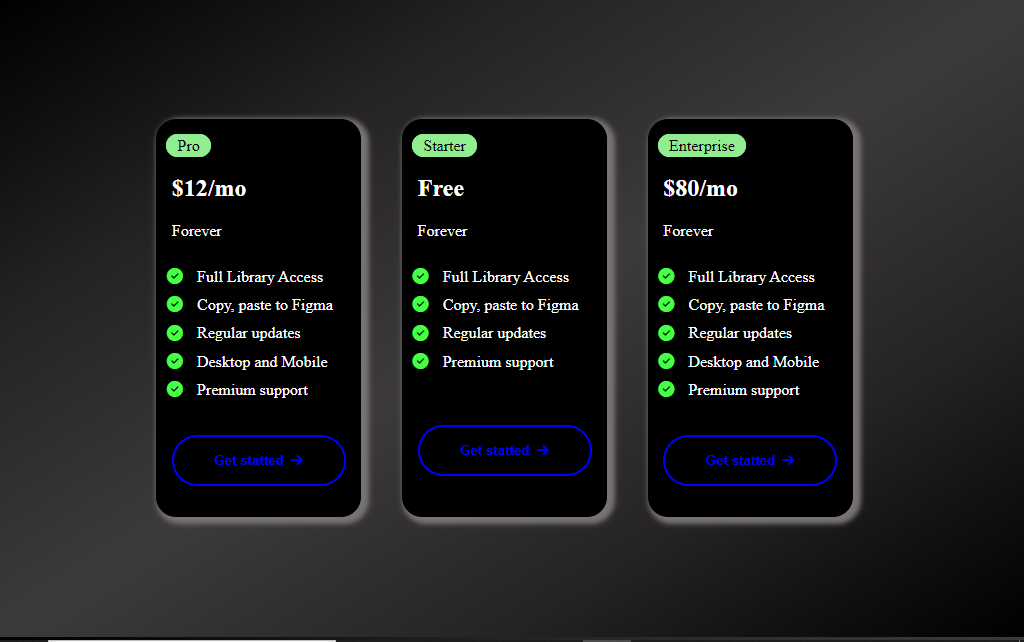 Pro
$12/mo
Forever
Full Library Access
Copy, paste to Figma
Regular updates
Desktop and Mobile
Premium support
Get statted →
Starter
Free
Forever
Full Library Access
Copy, paste to Figma
Regular updates
Premium support
Get statted →
Enterprise
$80/mo
Forever
Full Library Access
Copy, paste to Figma
Regular updates
Desktop and Mobile
Premium support
Get statted →